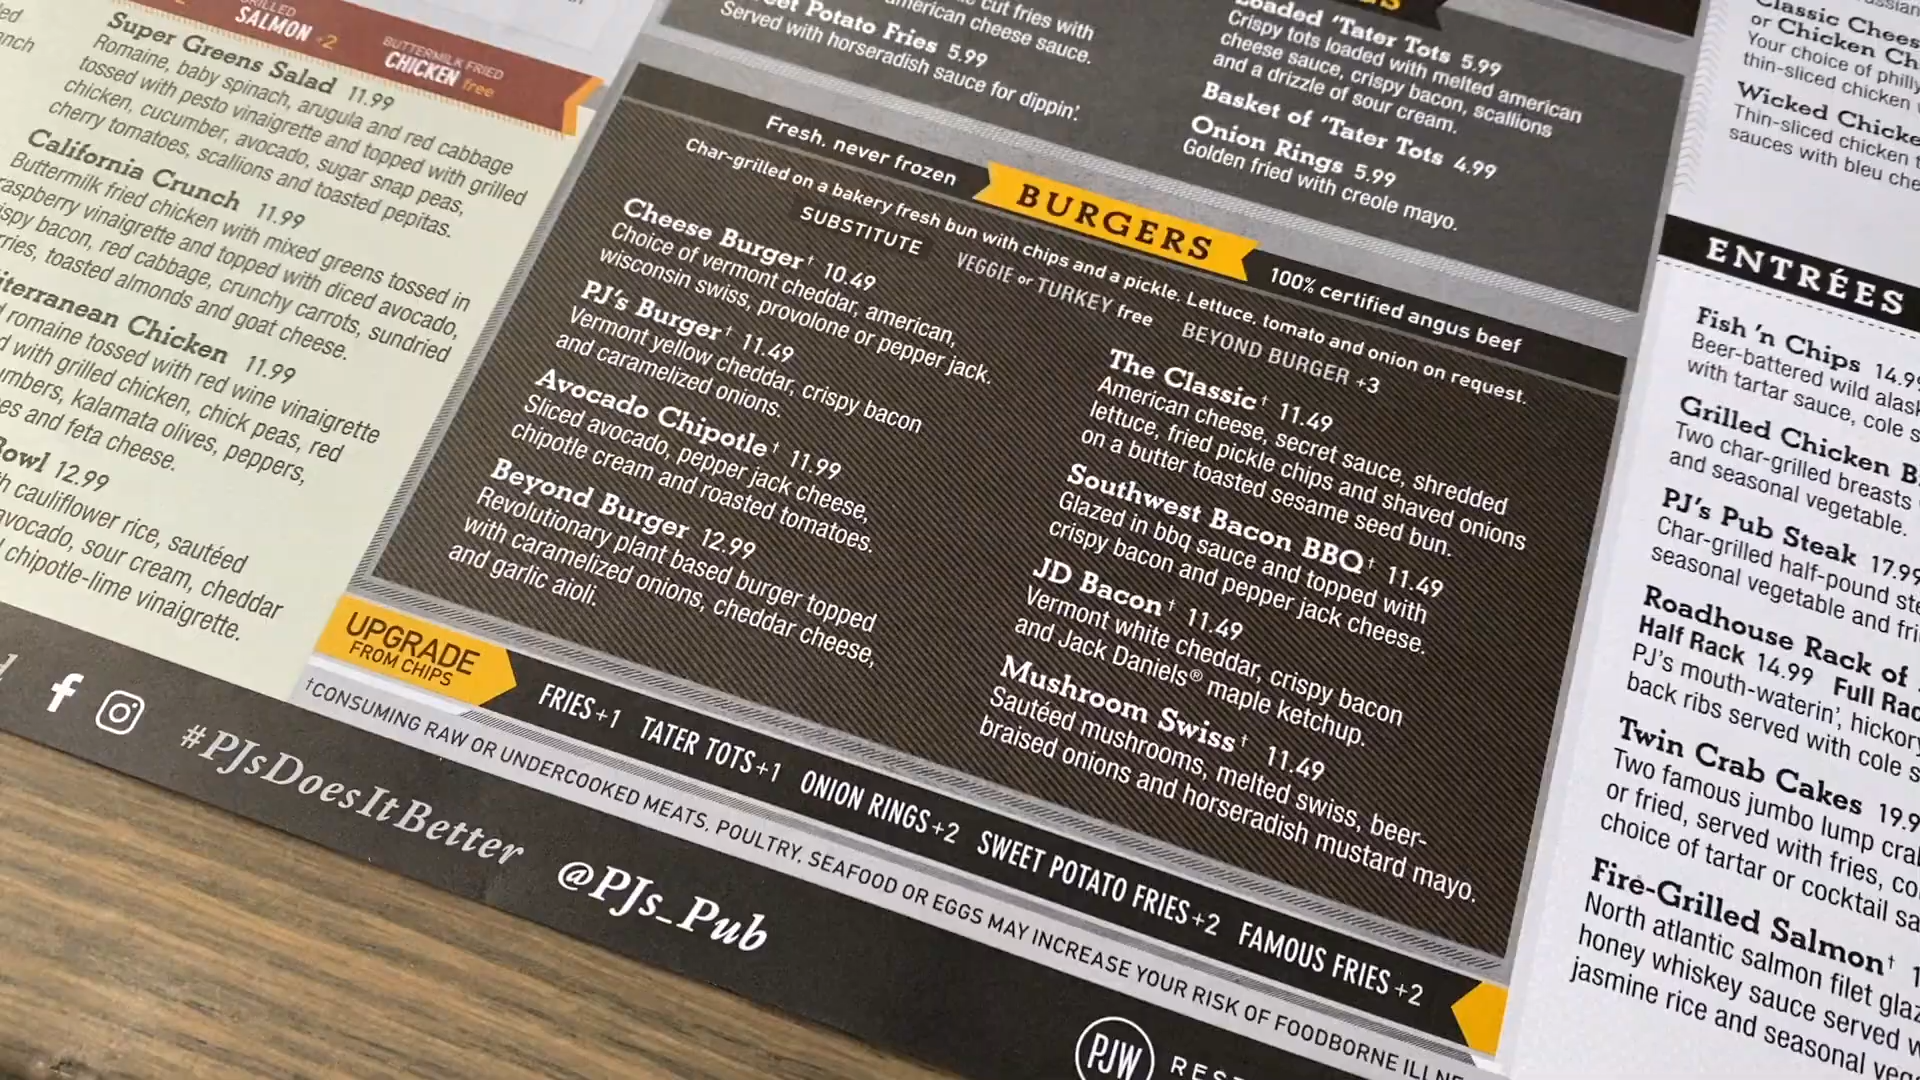 SALMON +2
BUTTERMILK FRIED
CHICKEN free
Super Greens Salad 11.99
Romaine, baby spinach, arugula and red cabbage
tossed with pesto vinaigrette and topped with grilled
chicken, cucumber, avocado, sugar snap peas,
cherry tomatoes, scallions and toasted pepitas.
California Crunch 11.99
Buttermilk fried chicken with mixed greens tossed in
raspberry vinaigrette and topped with diced avocado,
bacon, red cabbage, crunchy carrots, sundried
toasted almonds and goat cheese.
Chicken 11.99
romaine tossed with red wine vinaigrette
with grilled chicken, chick peas, red
kalamata olives, peppers,
and feta cheese.
Bowl 12.99
cauliflower rice, sautéed
avocado, sour cream, cheddar
chipotle-lime vinaigrette.
#PJsDoesItBetter
@PJs_Pub
cut fries with
american cheese sauce.
Potato Fries 5.99
Served with horseradish sauce for dippin'.
Loaded 'Tater Tots 5.99
Crispy tots loaded with melted american
cheese sauce, crispy bacon, scallions
and a drizzle of sour cream.
Basket of 'Tater Tots 4.99
Onion Rings 5.99
Golden fried with creole mayo.
Fresh, never frozen
BURGERS
100% certified angus beef
Char-grilled on a bakery fresh bun with chips and a pickle. Lettuce, tomato and onion on request.
SUBSTITUTE VEGGIE or TURKEY free BEYOND BURGER +3
Cheese Burger† 10.49
Choice of vermont cheddar, american,
wisconsin swiss, provolone or pepper jack.
PJ's Burger† 11.49
Vermont yellow cheddar, crispy bacon
and caramelized onions.
Avocado Chipotle† 11.99
Sliced avocado, pepper jack cheese,
chipotle cream and roasted tomatoes.
Beyond Burger 12.99
Revolutionary plant based burger topped
with caramelized onions, cheddar cheese,
and garlic aioli.
The Classic† 11.49
American cheese, secret sauce, shredded
lettuce, fried pickle chips and shaved onions
on a butter toasted sesame seed bun.
Southwest Bacon BBQ† 11.49
Glazed in bbq sauce and topped with
crispy bacon and pepper jack cheese.
JD Bacon† 11.49
Vermont white cheddar, crispy bacon
and Jack Daniels® maple ketchup.
Mushroom Swiss† 11.49
Sautéed mushrooms, melted swiss, beer-
braised onions and horseradish mustard mayo.
UPGRADE
FROM CHIPS
FRIES+1 TATER TOTS+1 ONION RINGS+2 SWEET POTATO FRIES+2 FAMOUS FRIES+2
†CONSUMING RAW OR UNDERCOOKED MEATS, POULTRY, SEAFOOD OR EGGS MAY INCREASE YOUR RISK OF FOODBORNE
PJW
Classic
or Chicken
Your choice of philly
thin-sliced chicken
Wicked
Thin-sliced chicken
sauces with bleu
ENTRÉES
Fish 'n Chips 14.99
Beer-battered wild
with tartar sauce, cole
Grilled Chicken
Two char-grilled breasts
and seasonal vegetable.
PJ's Pub Steak 17.99
Char-grilled half-pound
seasonal vegetable and
Roadhouse Rack of
Half Rack 14.99 Full
PJ's mouth-waterin', hickory
back ribs served with cole
Twin Crab Cakes
Two famous jumbo lump
or fried, served with fries,
choice of tartar or cocktail
Fire-Grilled Salmon†
North atlantic salmon filet
honey whiskey sauce served
jasmine rice and seasonal